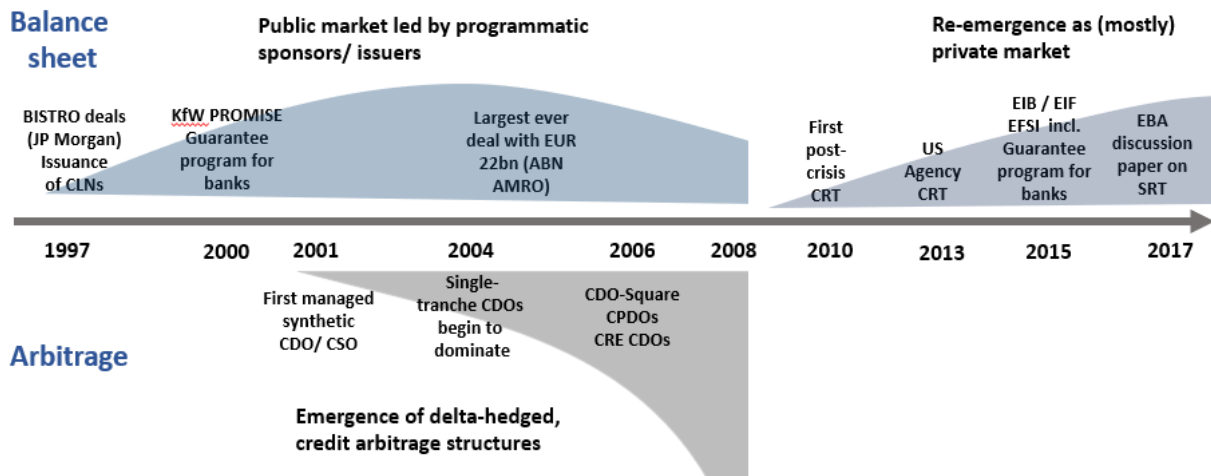 Balance
sheet
Public market led by programmatic
sponsors/ issuers
Re-emergence as (mostly)
private market
BISTRO deals
(JP Morgan)
Issuance
of CLNs
KfW PROMISE
Guarantee
program for
banks
Largest ever
deal with EUR
22bn (ABN
AMRO)
First
post-
crisis
CRT
US
Agency
CRT
EIB / EIF
EFSI incl.
Guarantee
program for
banks
EBA
discussion
paper on
SRT
1997
2000
2001
2004
2006
2008
2010
2013
2015
2017
First managed
synthetic
CDO/ CSO
Single-
tranche CDOs
begin to
dominate
CDO-Square
CPDOs
CRE CDOs
Arbitrage
Emergence of delta-hedged,
credit arbitrage structures